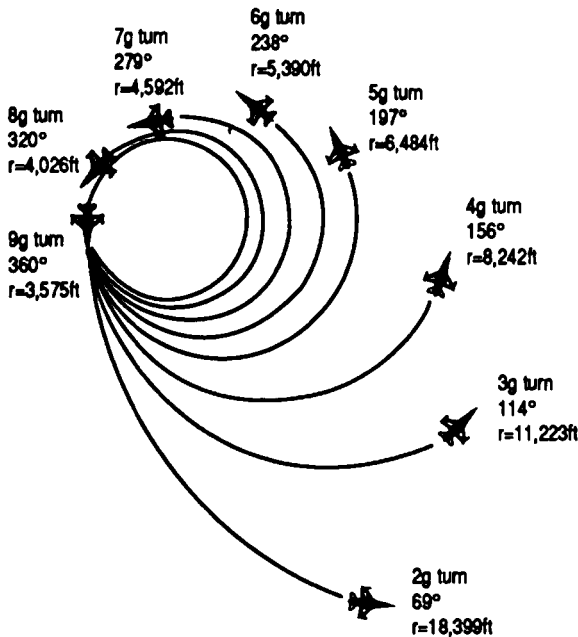 6g turn
238°
r=5,390ft
7g turn
279°
r=4,592ft
5g turn
197°
r=6,484ft
8g turn
320°
r=4,026ft
4g turn
156°
r=8,242ft
9g turn
360°
r=3,575ft
3g turn
114°
r=11,223ft
2g turn
69°
r=18,399ft